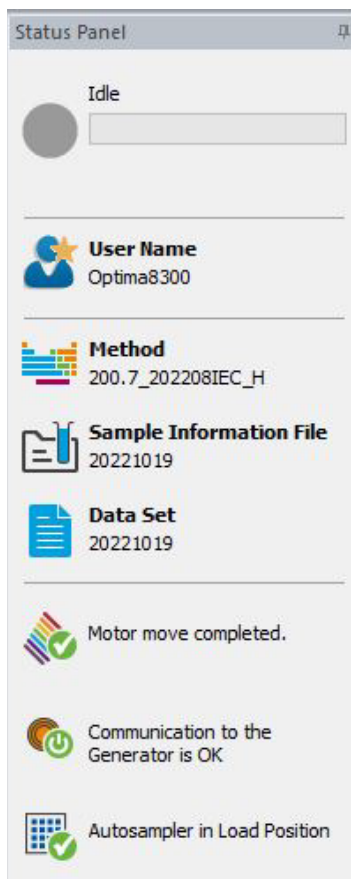 Status Panel
Idle
User Name
Optima8300
Method
200.7_202208IEC_H
Sample Information File
20221019
Data Set
20221019
Motor move completed.
Communication to the
Generator is OK
Autosampler in Load Position